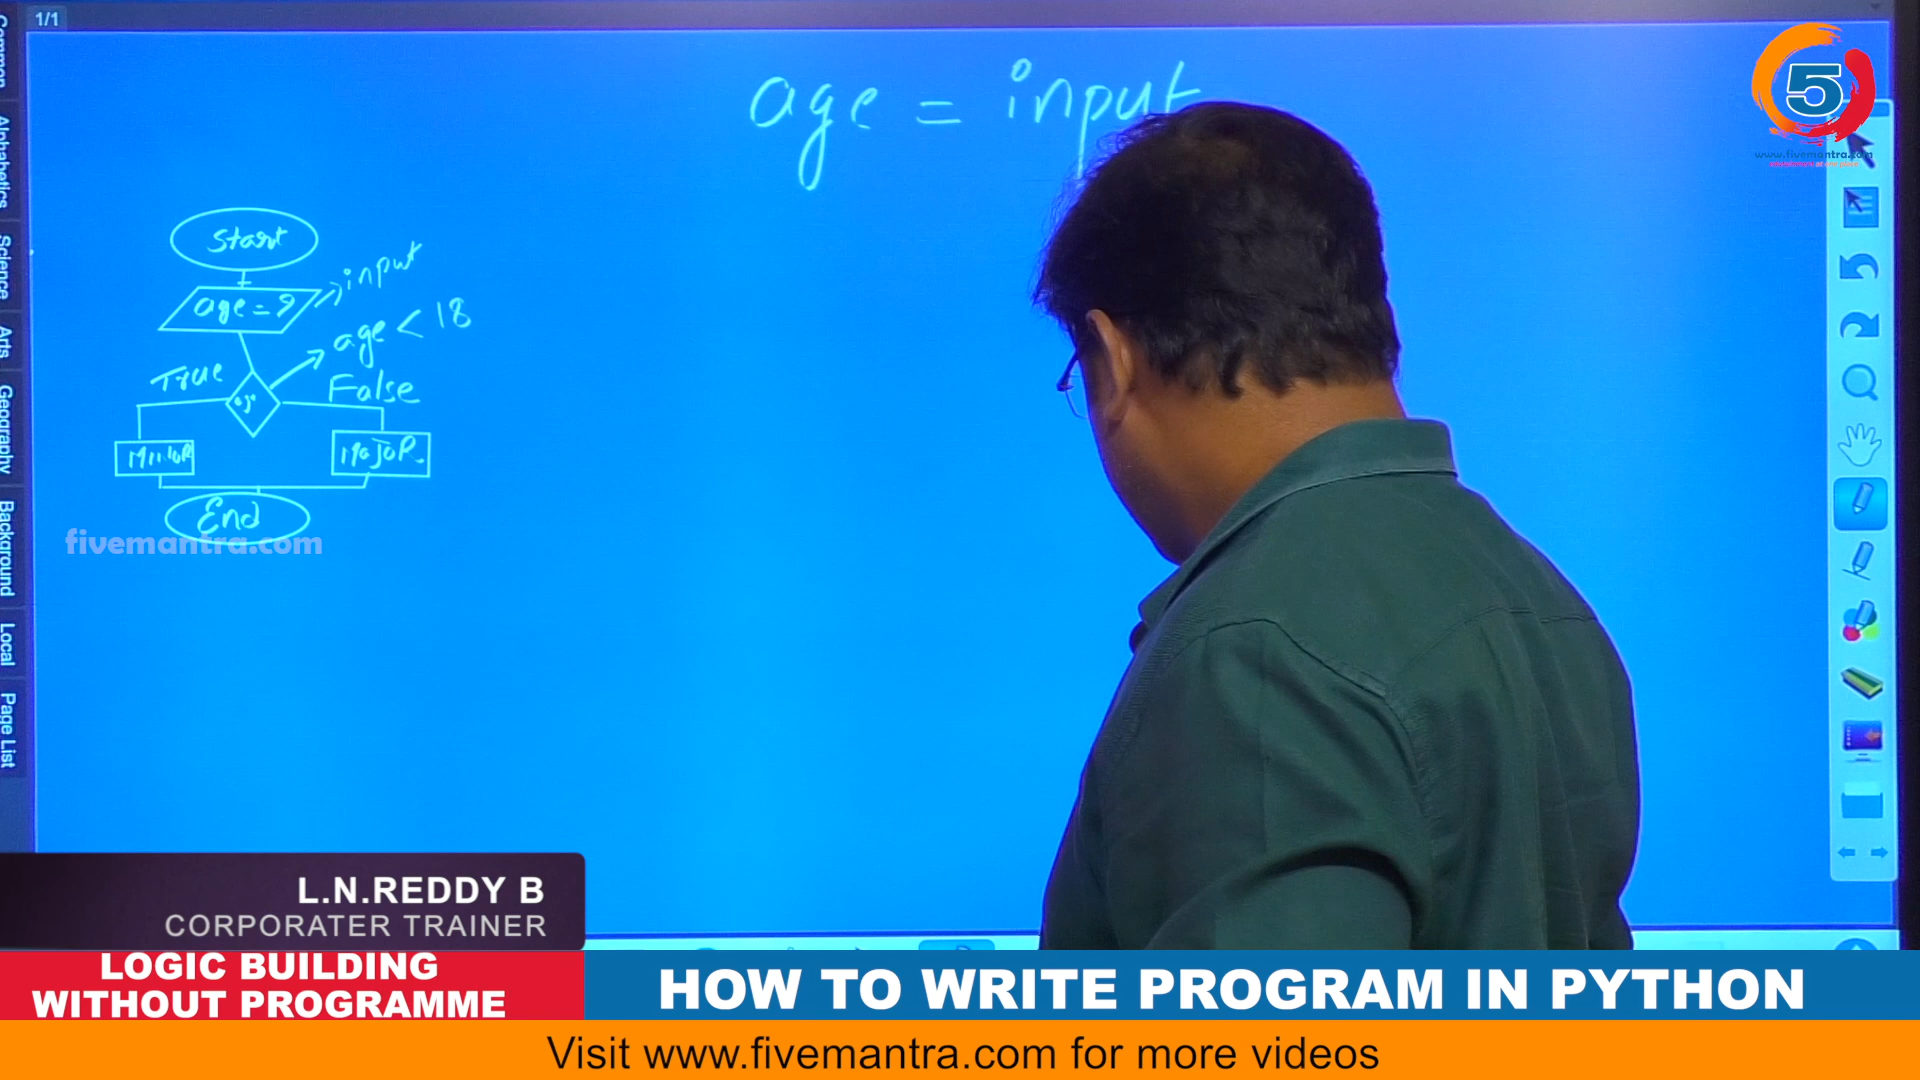 1/1
Common
Alphabetics
Science
Arts
Geography
Background
Local
Page List
age = input
5
www.fivemantra.com
Start
age = 9
input
age < 18
True
False
if
Minor
Major
End
fivemantra.com
L.N.REDDY B
CORPORATER TRAINER
LOGIC BUILDING
WITHOUT PROGRAMME
HOW TO WRITE PROGRAM IN PYTHON
Visit www.fivemantra.com for more videos